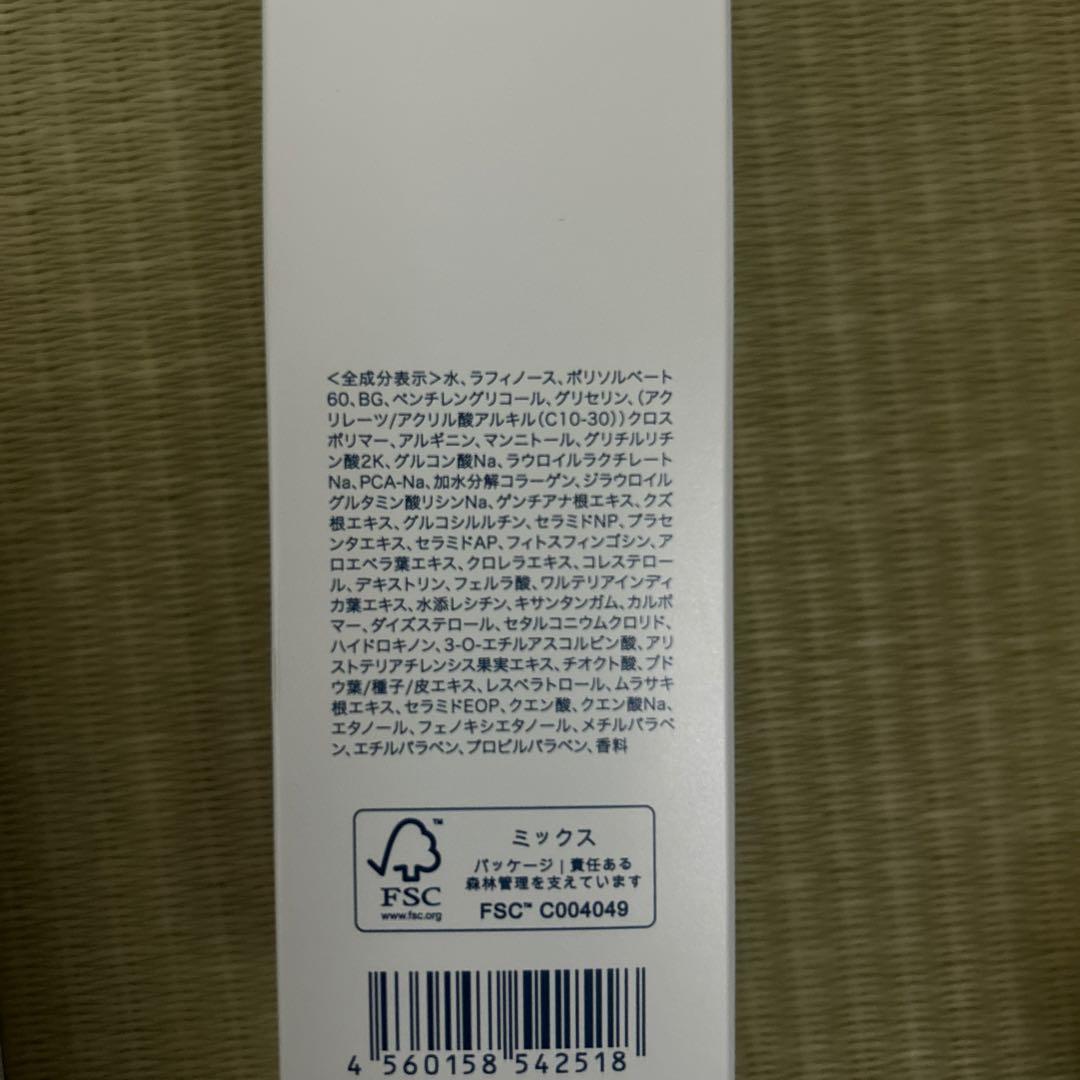 ＜全成分表示＞水、ラフィノース、ポリソルベート
60、BG、ペンチレングリコール、グリセリン、（アク
リレーツ/アクリル酸アルキル（C10-30））クロス
ポリマー、アルギニン、マンニトール、グリチルリチ
ン酸2K、グルコン酸Na、ラウロイルラクチレート
Na、PCA-Na、加水分解コラーゲン、ジラウロイル
グルタミン酸リシンNa、ゲンチアナ根エキス、クズ
根エキス、グルコシルルチン、セラミドNP、プラセ
ンタエキス、セラミドAP、フィトスフィンゴシン、ア
ロエベラ葉エキス、クロレラエキス、コレステロー
ル、デキストリン、フェルラ酸、ワルテリアインディ
カ葉エキス、水添レシチン、キサンタンガム、カルボ
マー、ダイズステロール、セタルコニウムクロリド、
ハイドロキノン、3-O-エチルアスコルビン酸、アリ
ストテリアチレンシス果実エキス、チオクト酸、ブド
ウ葉/種子/皮エキス、レスベラトロール、ムラサキ
根エキス、セラミドEOP、クエン酸、クエン酸Na、
エタノール、フェノキシエタノール、メチルパラベ
ン、エチルパラベン、プロピルパラベン、香料
™
FSC
www.fsc.org
ミックス
パッケージ | 責任ある
森林管理を支えています
FSC™ C004049
4 560158 542518